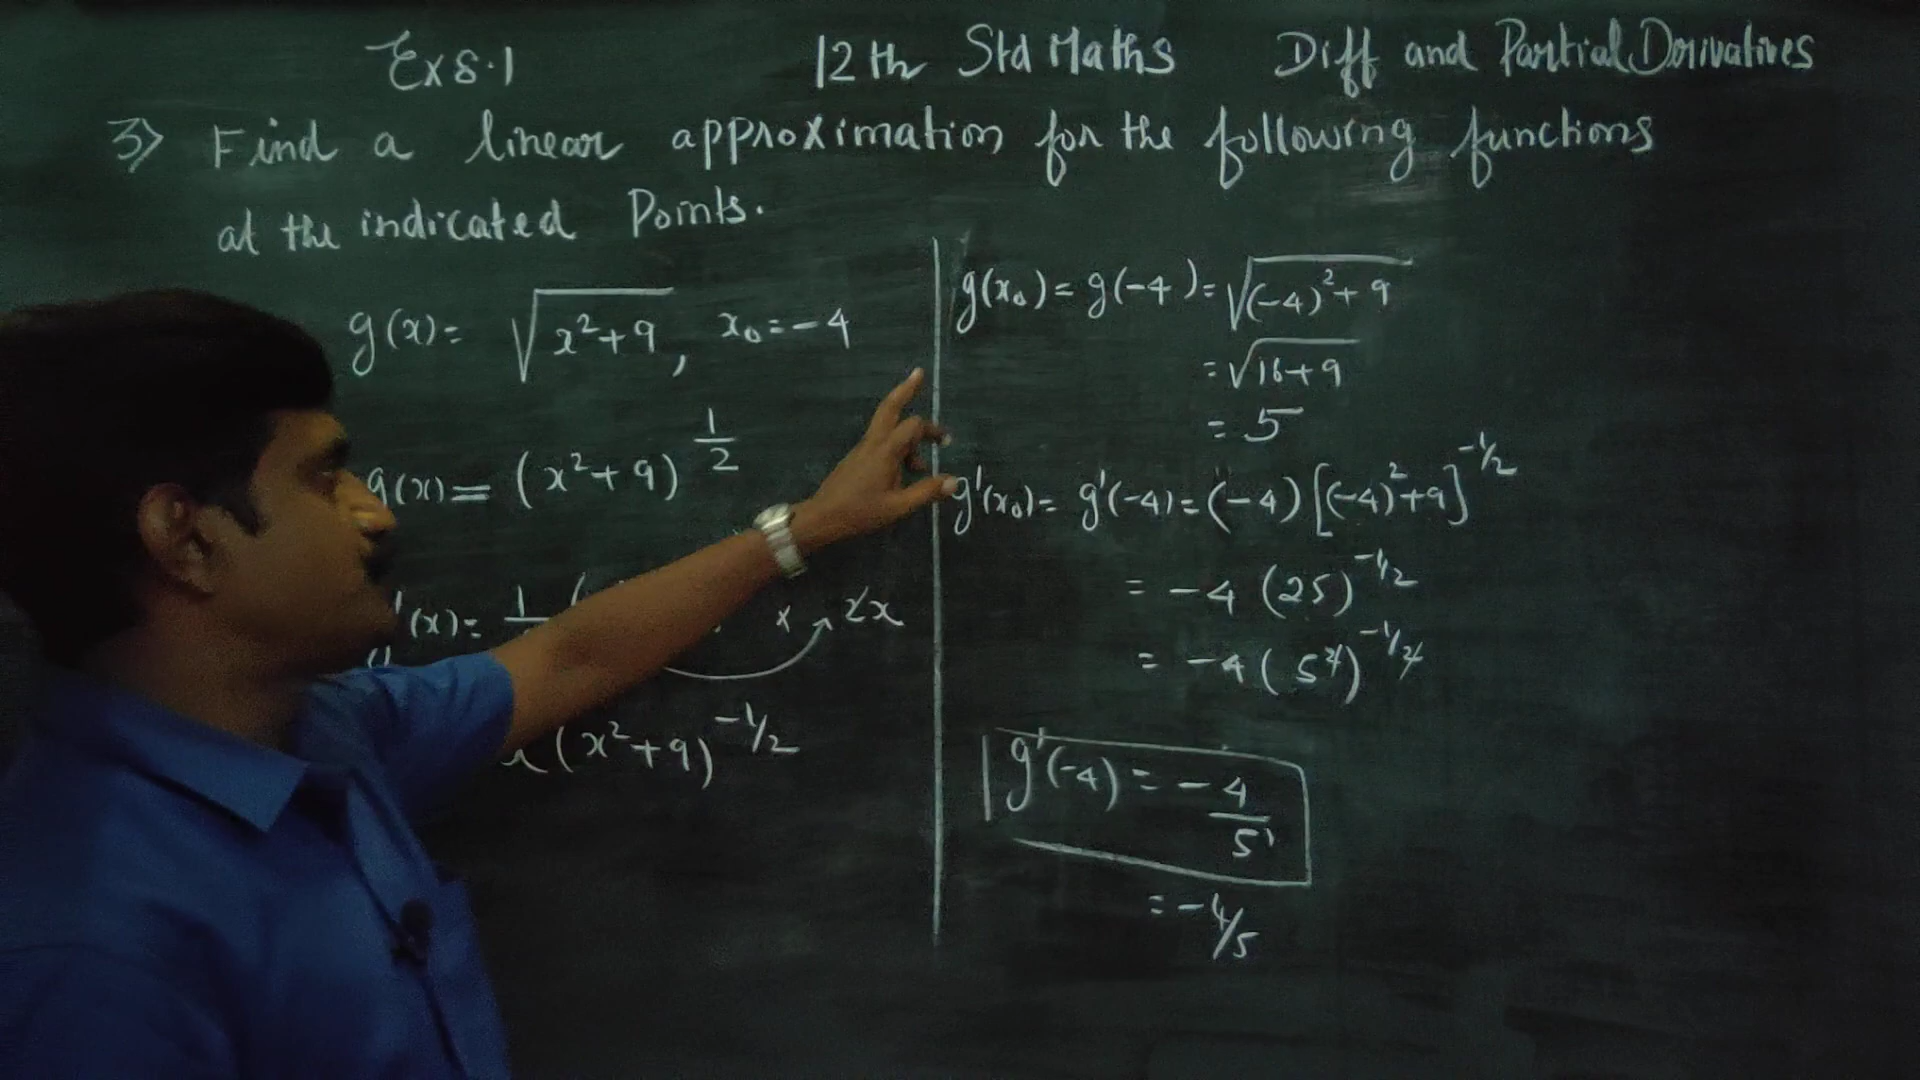 Ex 8.1 12th Std Maths Diff and Partial Derivatives
3) Find a linear approximation for the following functions
at the indicated Points.
g(x) = √(x²+9), x₀ = -4
g(x) = (x²+9)^(1/2)
'(x) = 1 ( × 2x
x(x²+9)^(-1/2)
g(x₀) = g(-4) = √((-4)²+9)
= √(16+9)
= 5
g'(x₀) = g'(-4) = (-4)[(-4)²+9]^(-1/2)
= -4 (25)^(-1/2)
= -4 (5²)^(-1/2)
g'(-4) = -4/5
= -4/5